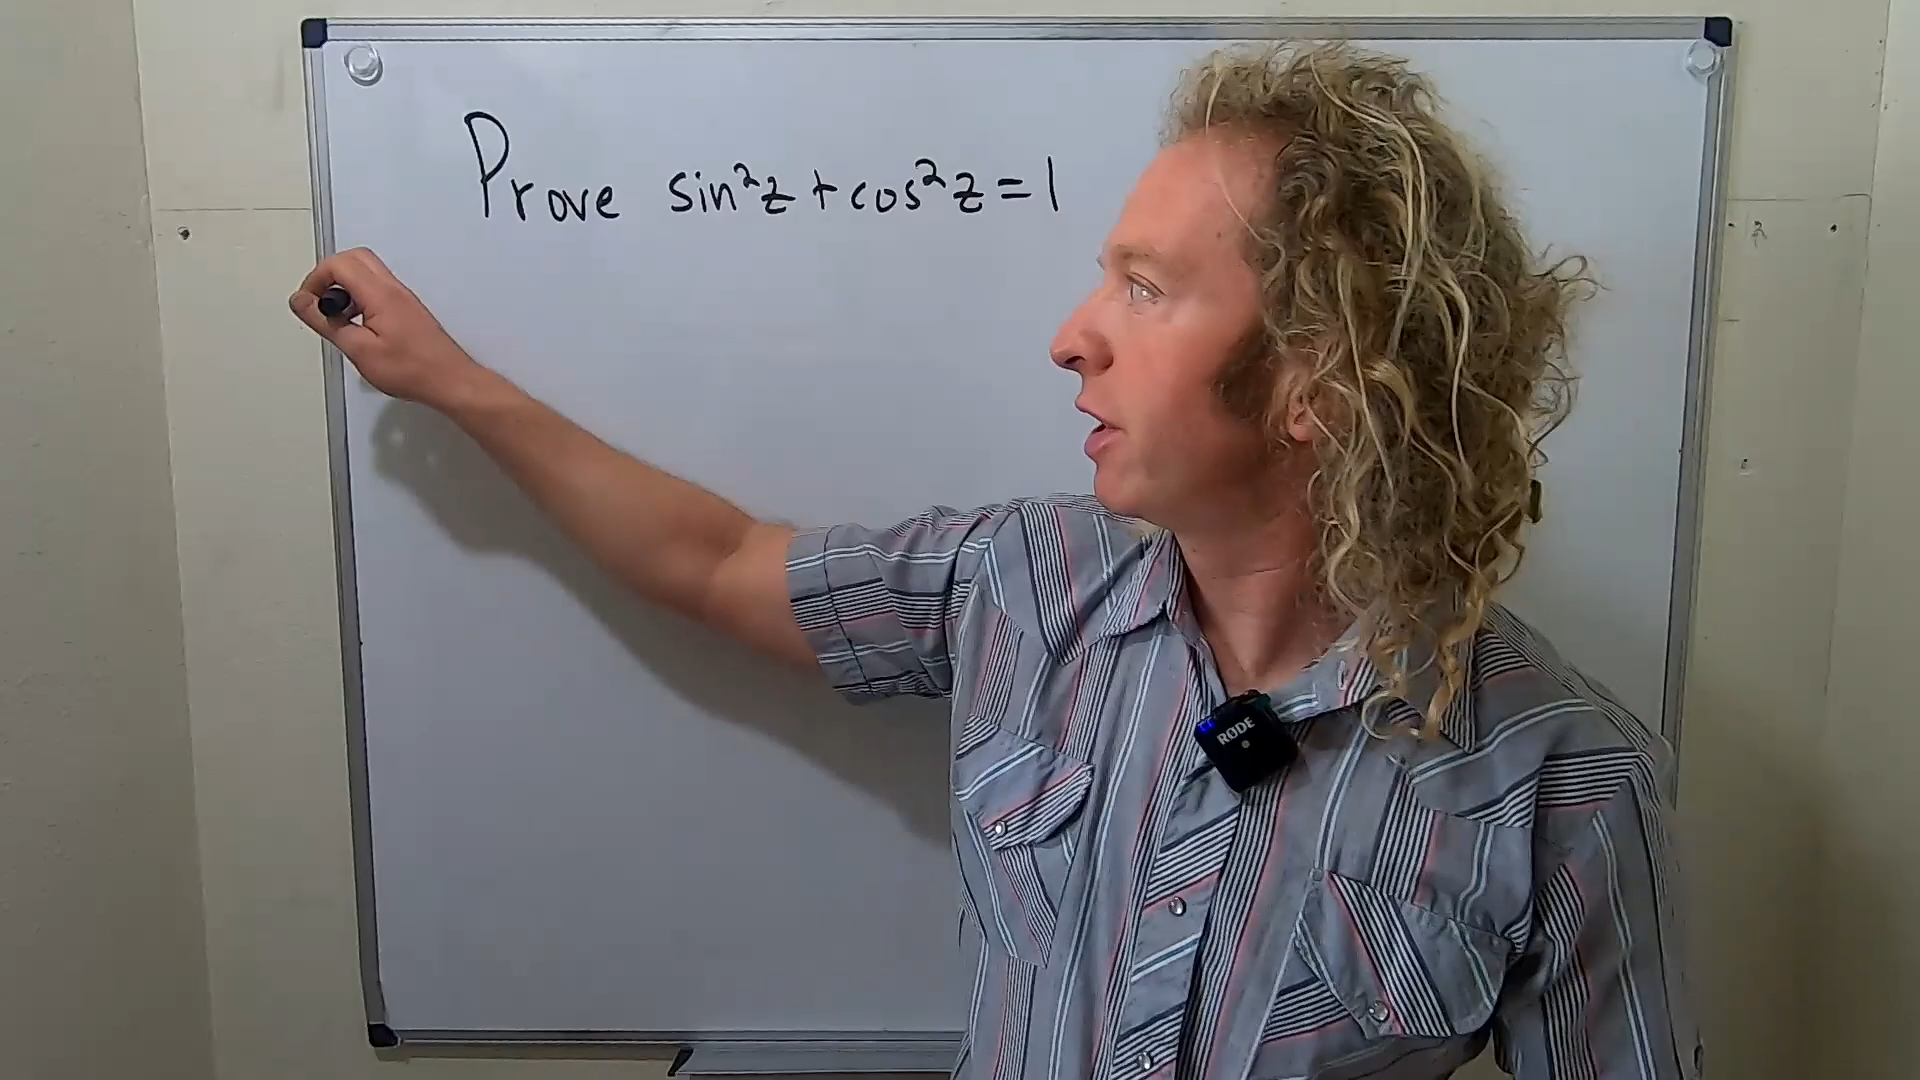 Prove sin²z + cos²z = 1
RODE